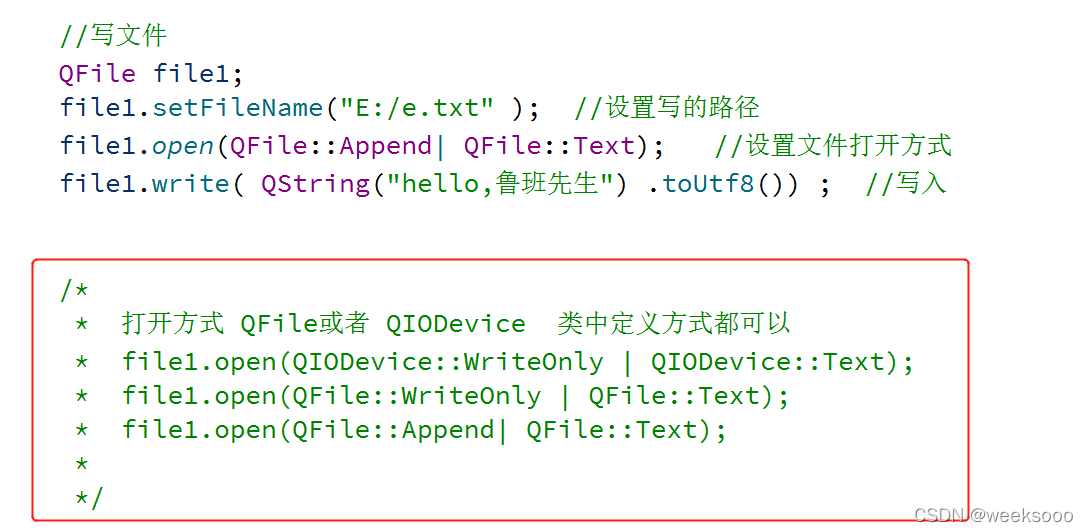 //写文件
QFile file1;
file1.setFileName("E:/e.txt" );  //设置写的路径
file1.open(QFile::Append| QFile::Text);   //设置文件打开方式
file1.write( QString("hello,鲁班先生") .toUtf8()) ;  //写入
/*
 *  打开方式 QFile或者 QIODevice  类中定义方式都可以
 *  file1.open(QIODevice::WriteOnly | QIODevice::Text);
 *  file1.open(QFile::WriteOnly | QFile::Text);
 *  file1.open(QFile::Append| QFile::Text);
 *
 */
CSDN @weeksooo